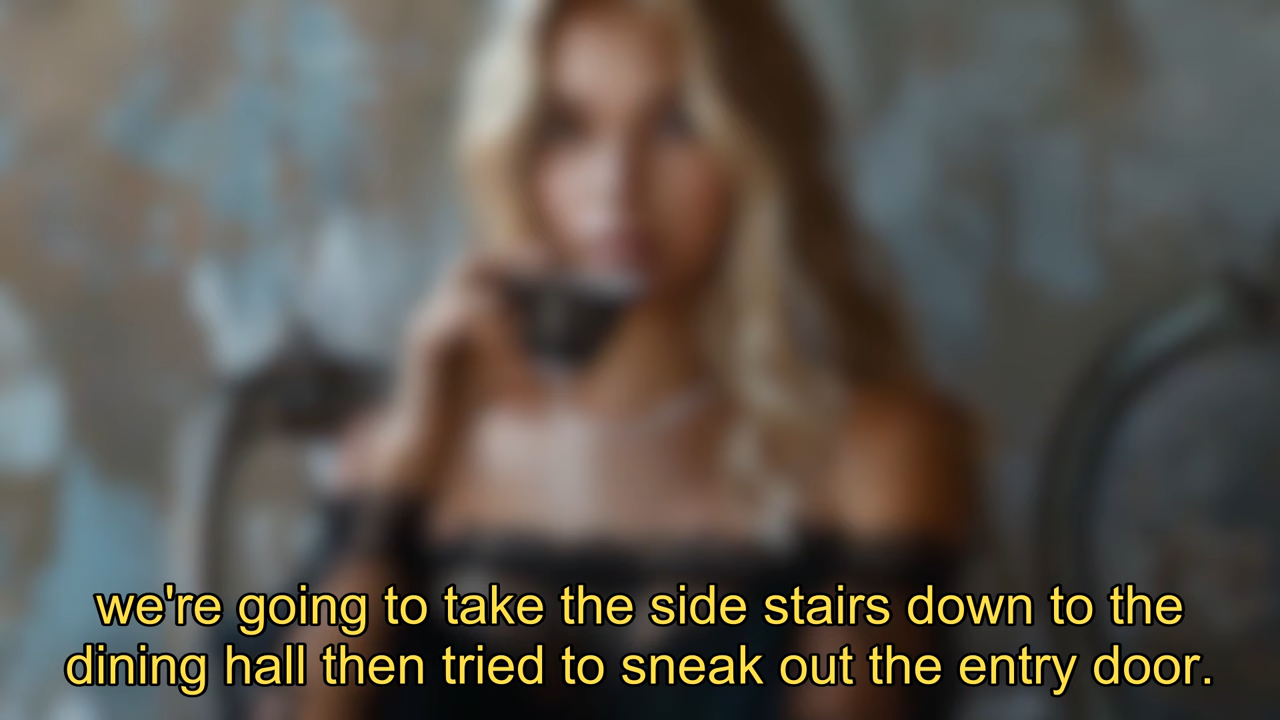 we're going to take the side stairs down to the
dining hall then tried to sneak out the entry door.